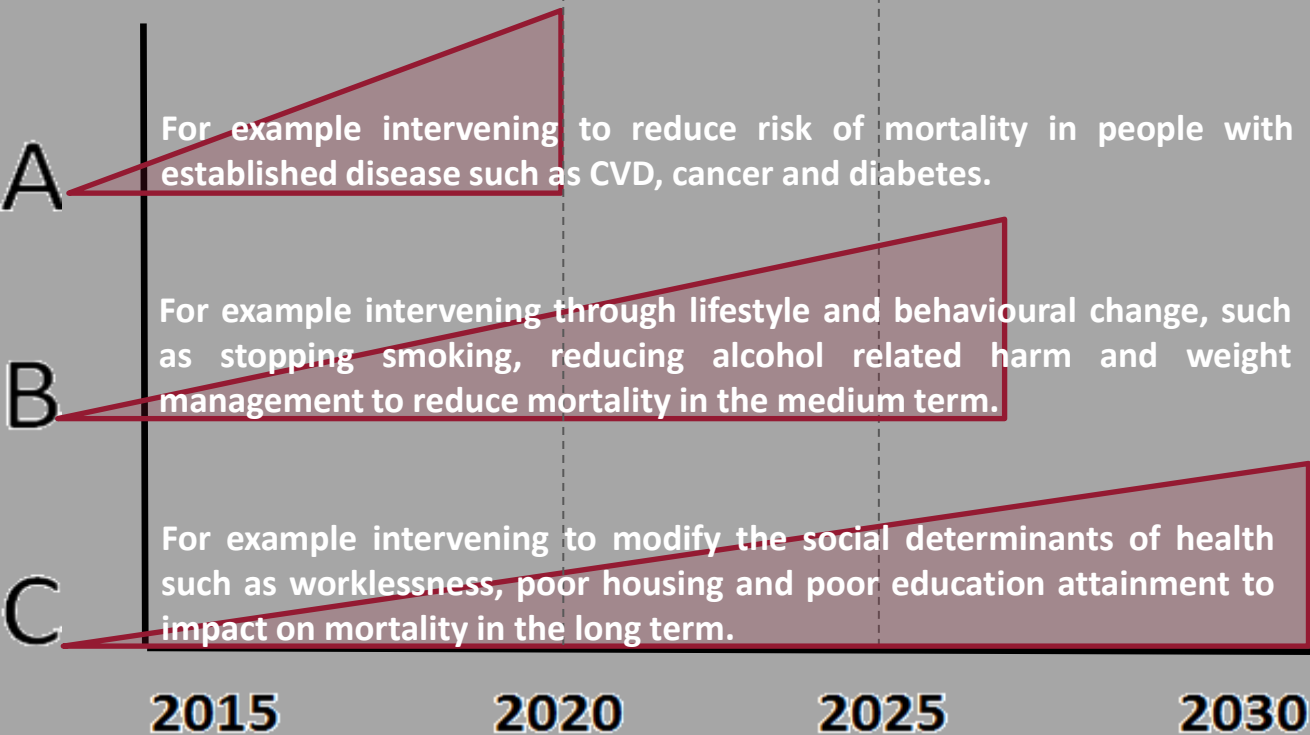 A
For example intervening to reduce risk of mortality in people with
established disease such as CVD, cancer and diabetes.
B
For example intervening through lifestyle and behavioural change, such
as stopping smoking, reducing alcohol related harm and weight
management to reduce mortality in the medium term.
C
For example intervening to modify the social determinants of health
such as worklessness, poor housing and poor education attainment to
impact on mortality in the long term.
2015 2020 2025 2030